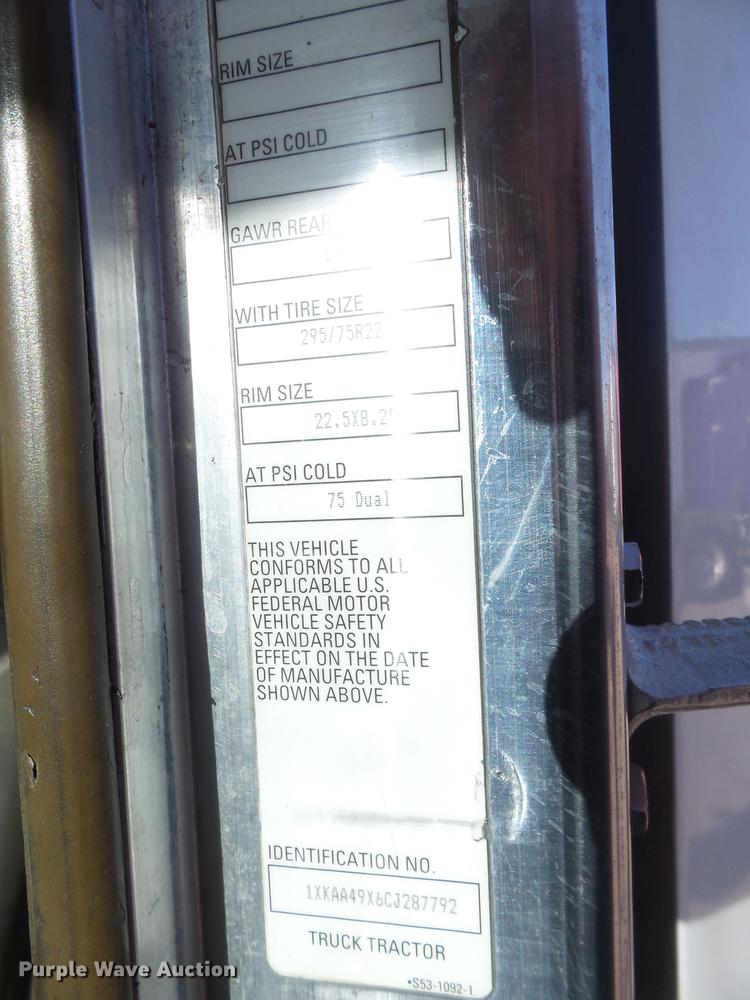 RIM SIZE
AT PSI COLD
GAWR REAR
WITH TIRE SIZE
295/75R22
RIM SIZE
22.5X8.2
AT PSI COLD
75 Dual
THIS VEHICLE
CONFORMS TO ALL
APPLICABLE U.S.
FEDERAL MOTOR
VEHICLE SAFETY
STANDARDS IN
EFFECT ON THE DATE
OF MANUFACTURE
SHOWN ABOVE.
IDENTIFICATION NO.
1XKAA49X6CJ287792
TRUCK TRACTOR
•S53-1092-1
Purple Wave Auction